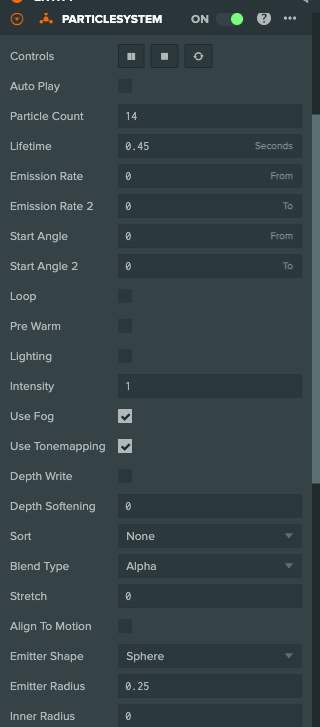 PARTICLESYSTEM ON ? ...
Controls
Auto Play
Particle Count 14
Lifetime 0.45 Seconds
Emission Rate 0 From
Emission Rate 2 0 To
Start Angle 0 From
Start Angle 2 0 To
Loop
Pre Warm
Lighting
Intensity 1
Use Fog
Use Tonemapping
Depth Write
Depth Softening 0
Sort None
Blend Type Alpha
Stretch 0
Align To Motion
Emitter Shape Sphere
Emitter Radius 0.25
Inner Radius 0